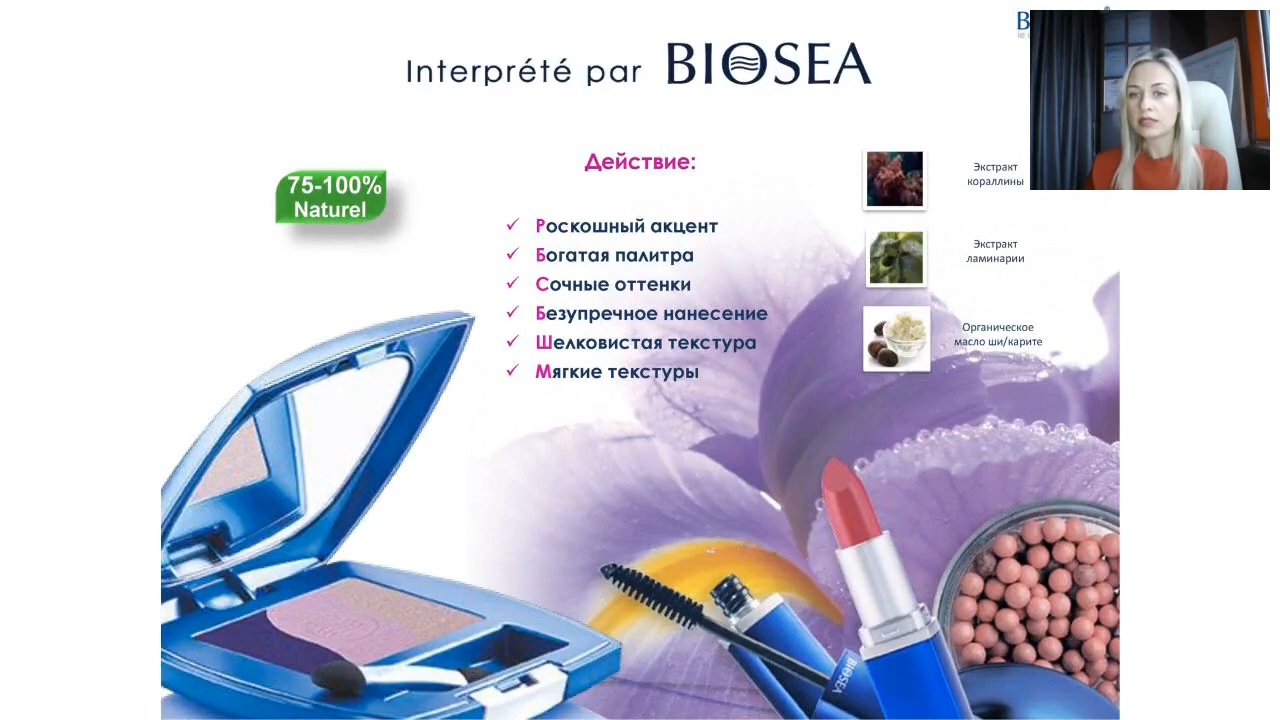 Interprété par BIOSEA
75-100%
Naturel
Действие:
✓ Роскошный акцент
✓ Богатая палитра
✓ Сочные оттенки
✓ Безупречное нанесение
✓ Шелковистая текстура
✓ Мягкие текстуры
Экстракт
кораллины
Экстракт
ламинарии
Органическое
масло ши/карите
BIOSEA